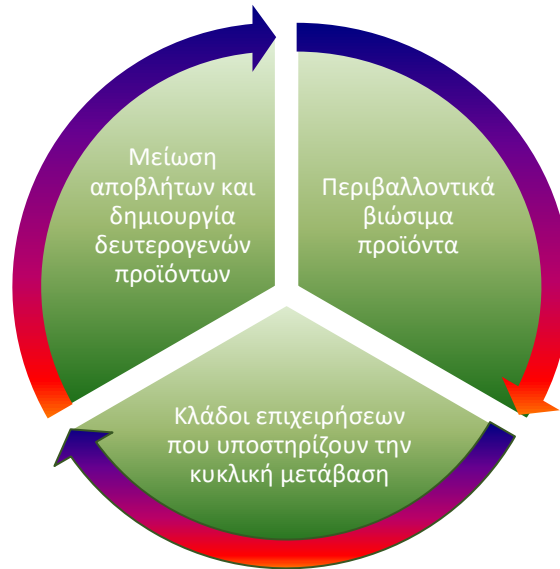 Μείωση
αποβλήτων και
δημιουργία
δευτερογενών
προϊόντων
Περιβαλλοντικά
βιώσιμα
προϊόντα
Κλάδοι επιχειρήσεων
που υποστηρίζουν την
κυκλική μετάβαση